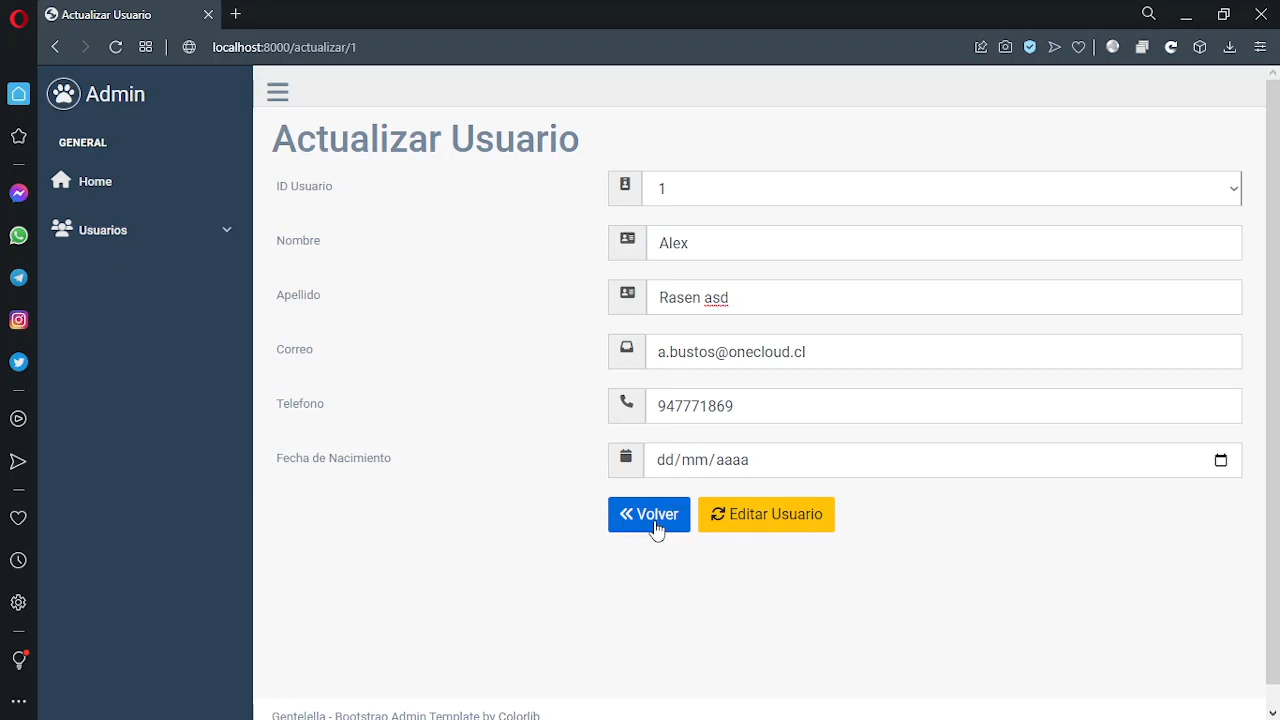 Actualizar Usuario
localhost:8000/actualizar/1
Admin
GENERAL
Home
Usuarios
Actualizar Usuario
ID Usuario
1
Nombre
Alex
Apellido
Rasen asd
Correo
a.bustos@onecloud.cl
Telefono
947771869
Fecha de Nacimiento
dd/mm/aaaa
Volver
Editar Usuario
Gentelella - Bootstrap Admin Template by Colorlib